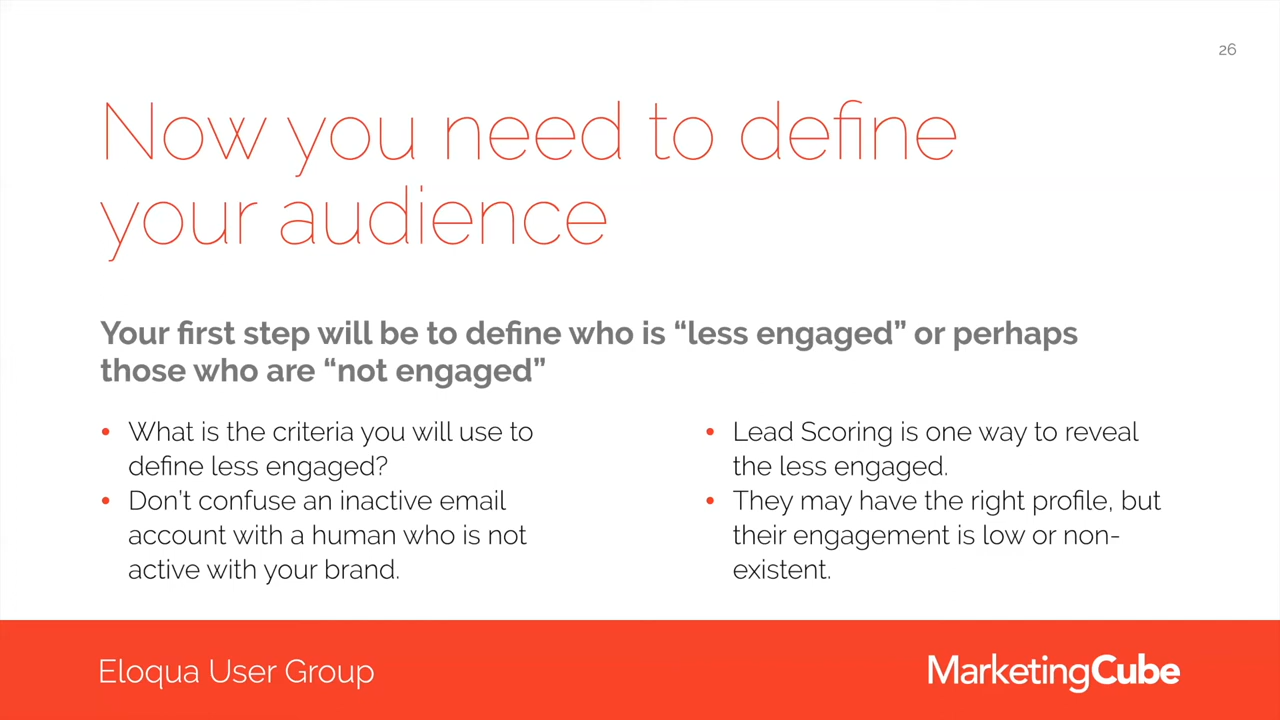 26
Now you need to define
your audience
Your first step will be to define who is “less engaged” or perhaps
those who are “not engaged”
• What is the criteria you will use to
define less engaged?
• Don’t confuse an inactive email
account with a human who is not
active with your brand.
• Lead Scoring is one way to reveal
the less engaged.
• They may have the right profile, but
their engagement is low or non-
existent.
Eloqua User Group
MarketingCube